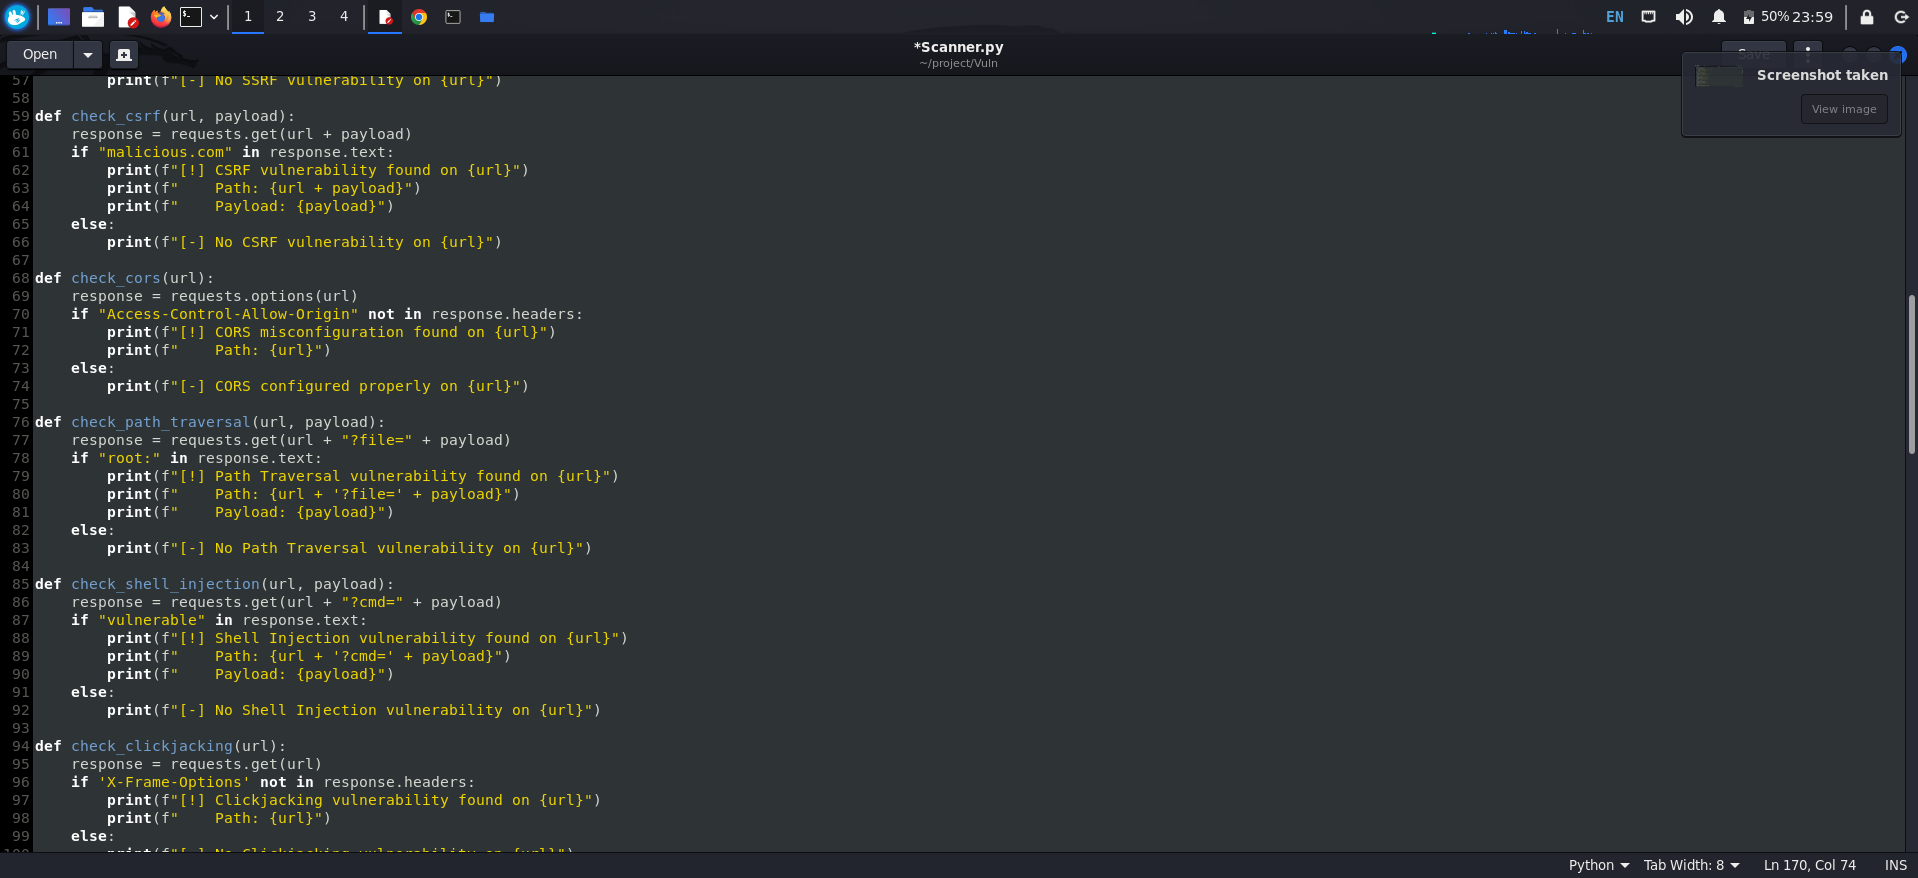 1 2 3 4 EN 50% 23:59
Open *Scanner.py Save
~/project/Vuln
Screenshot taken
View image
57         print(f"[-] No SSRF vulnerability on {url}")
58
59 def check_csrf(url, payload):
60     response = requests.get(url + payload)
61     if "malicious.com" in response.text:
62         print(f"[!] CSRF vulnerability found on {url}")
63         print(f"    Path: {url + payload}")
64         print(f"    Payload: {payload}")
65     else:
66         print(f"[-] No CSRF vulnerability on {url}")
67
68 def check_cors(url):
69     response = requests.options(url)
70     if "Access-Control-Allow-Origin" not in response.headers:
71         print(f"[!] CORS misconfiguration found on {url}")
72         print(f"    Path: {url}")
73     else:
74         print(f"[-] CORS configured properly on {url}")
75
76 def check_path_traversal(url, payload):
77     response = requests.get(url + "?file=" + payload)
78     if "root:" in response.text:
79         print(f"[!] Path Traversal vulnerability found on {url}")
80         print(f"    Path: {url + '?file=' + payload}")
81         print(f"    Payload: {payload}")
82     else:
83         print(f"[-] No Path Traversal vulnerability on {url}")
84
85 def check_shell_injection(url, payload):
86     response = requests.get(url + "?cmd=" + payload)
87     if "vulnerable" in response.text:
88         print(f"[!] Shell Injection vulnerability found on {url}")
89         print(f"    Path: {url + '?cmd=' + payload}")
90         print(f"    Payload: {payload}")
91     else:
92         print(f"[-] No Shell Injection vulnerability on {url}")
93
94 def check_clickjacking(url):
95     response = requests.get(url)
96     if 'X-Frame-Options' not in response.headers:
97         print(f"[!] Clickjacking vulnerability found on {url}")
98         print(f"    Path: {url}")
99     else:
100         print(f"[-] No Clickjacking vulnerability on {url}")
Python Tab Width: 8 Ln 170, Col 74 INS